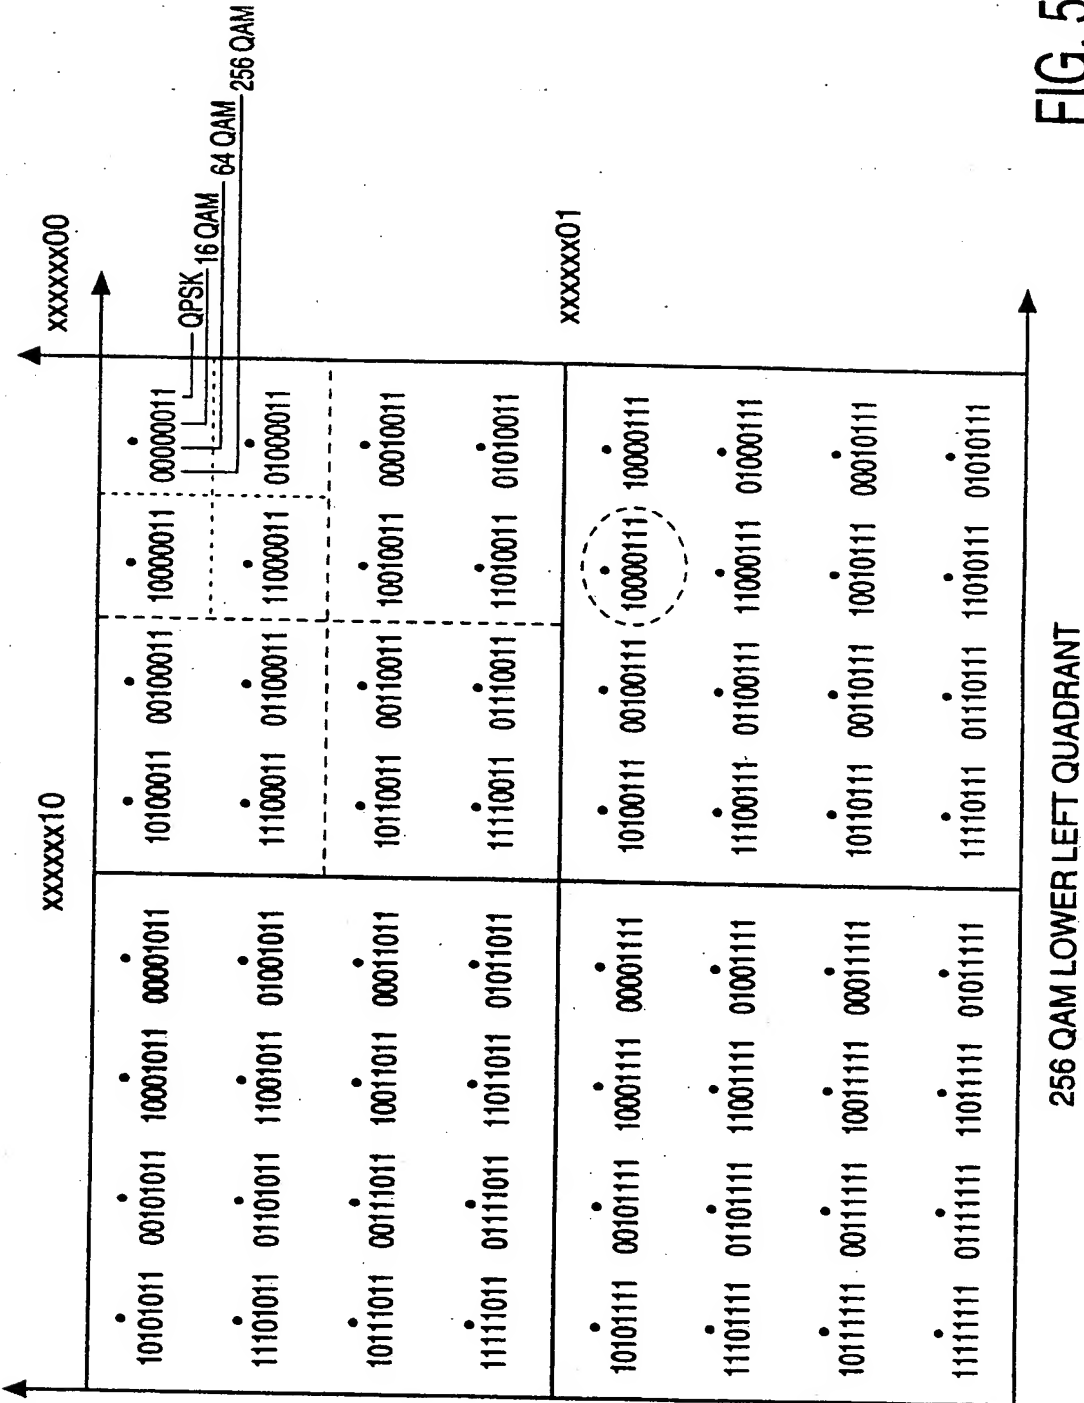 xxxxxx10 xxxxxx00
10101011 00101011 10001011 00001011 10100011 00100011 10000011 00000011
QPSK
16 QAM
64 QAM
256 QAM
11101011 01101011 11001011 01001011 11100011 01100011 11000011 01000011
10111011 00111011 10011011 00011011 10110011 00110011 10010011 00010011
11111011 01111011 11011011 01011011 11110011 01110011 11010011 01010011
xxxxxx01
10101111 00101111 10001111 00001111 10100111 00100111 10000111 10000111
11101111 01101111 11001111 01001111 11100111 01100111 11000111 01000111
10111111 00111111 10011111 00011111 10110111 00110111 10010111 00010111
11111111 01111111 11011111 01011111 11110111 01110111 11010111 01010111
256 QAM LOWER LEFT QUADRANT
FIG. 5